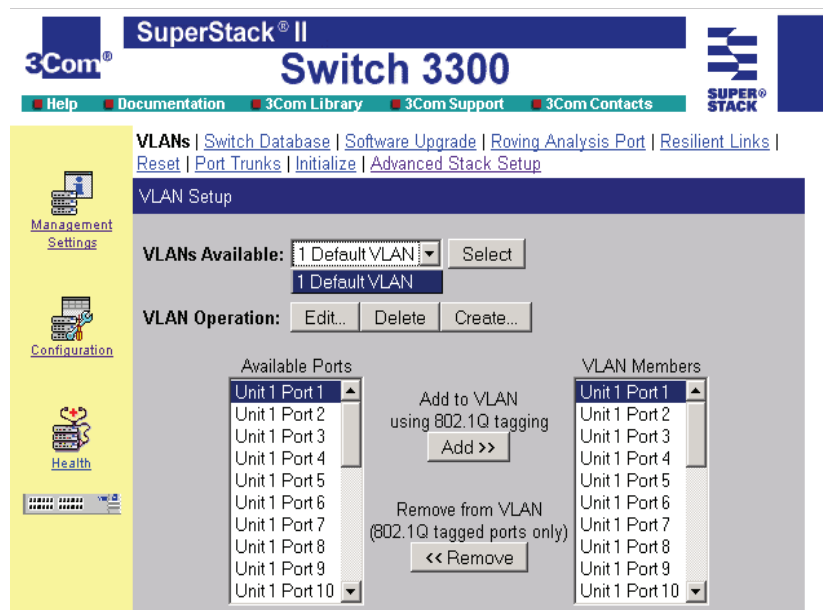 SuperStack® II
3Com®
Switch 3300
SUPER®
STACK
Help Documentation 3Com Library 3Com Support 3Com Contacts
VLANs | Switch Database | Software Upgrade | Roving Analysis Port | Resilient Links |
Reset | Port Trunks | Initialize | Advanced Stack Setup
VLAN Setup
Management
Settings
Configuration
Health
VLANs Available: 1 Default VLAN Select
1 Default VLAN
VLAN Operation: Edit... Delete Create...
Available Ports
Unit 1 Port 1
Unit 1 Port 2
Unit 1 Port 3
Unit 1 Port 4
Unit 1 Port 5
Unit 1 Port 6
Unit 1 Port 7
Unit 1 Port 8
Unit 1 Port 9
Unit 1 Port 10
Add to VLAN
using 802.1Q tagging
Add >>
Remove from VLAN
(802.1Q tagged ports only)
<< Remove
VLAN Members
Unit 1 Port 1
Unit 1 Port 2
Unit 1 Port 3
Unit 1 Port 4
Unit 1 Port 5
Unit 1 Port 6
Unit 1 Port 7
Unit 1 Port 8
Unit 1 Port 9
Unit 1 Port 10